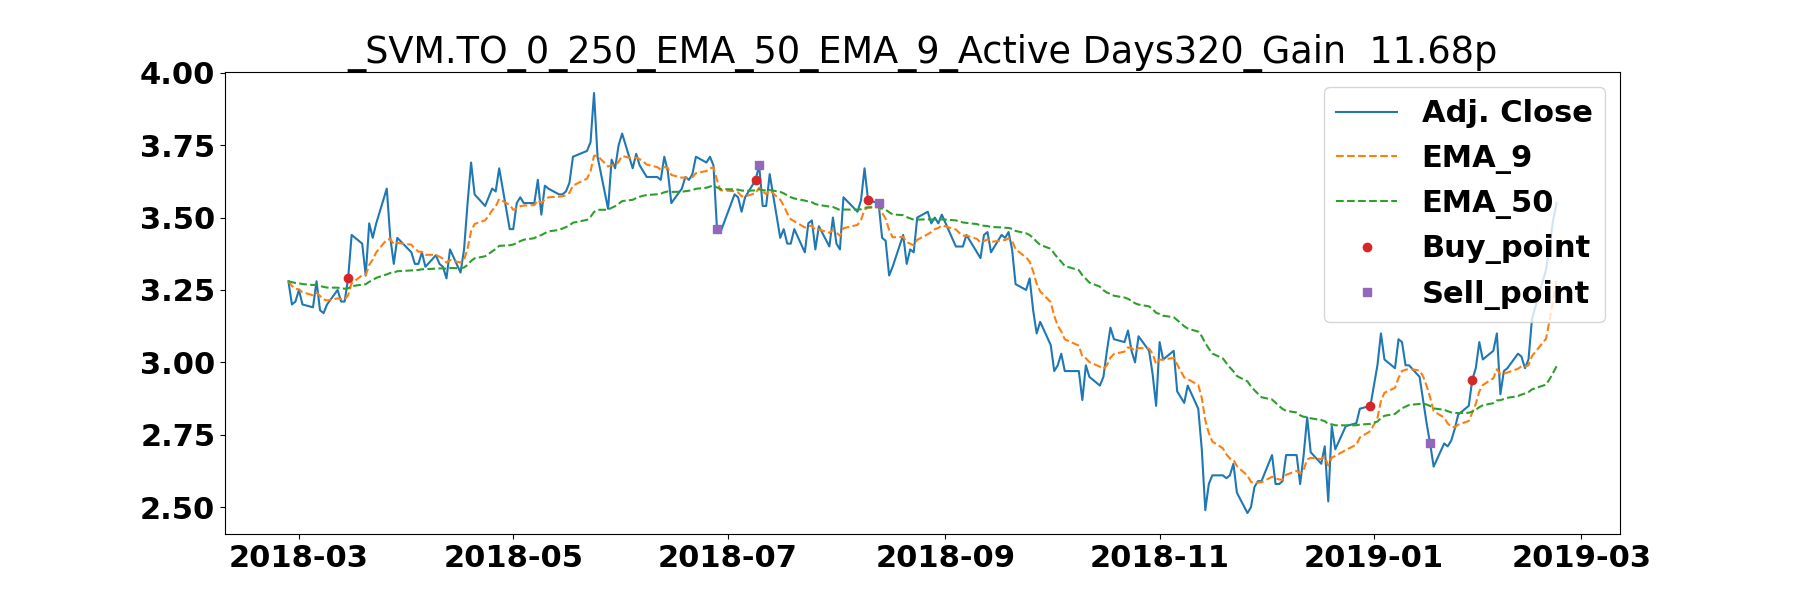 _SVM.TO_0_250_EMA_50_EMA_9_Active Days320_Gain  11.68p
4.00
3.75
3.50
3.25
3.00
2.75
2.50
Adj. Close
EMA_9
EMA_50
Buy_point
Sell_point
2018-03 2018-05 2018-07 2018-09 2018-11 2019-01 2019-03